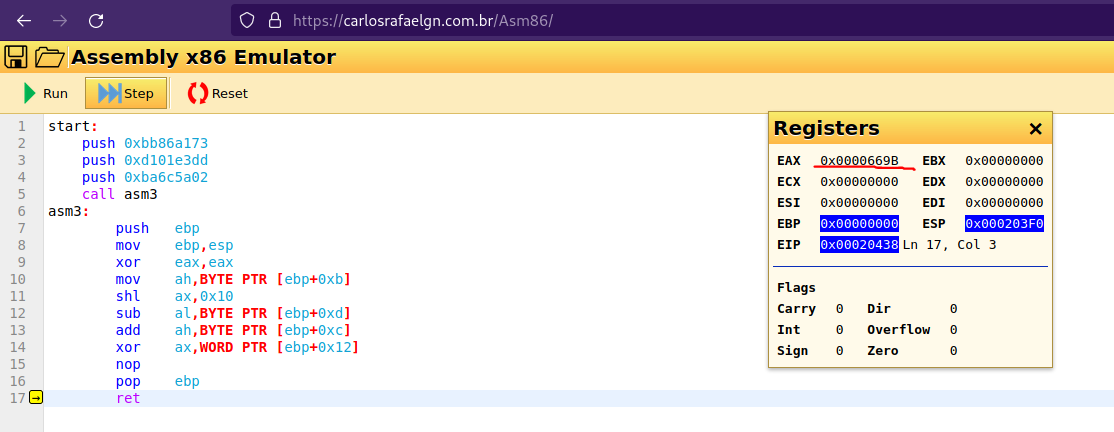 https://carlosrafaelgn.com.br/Asm86/
Assembly x86 Emulator
Run Step Reset
1 start:
2 push 0xbb86a173
3 push 0xd101e3dd
4 push 0xba6c5a02
5 call asm3
6 asm3:
7 push ebp
8 mov ebp,esp
9 xor eax,eax
10 mov ah,BYTE PTR [ebp+0xb]
11 shl ax,0x10
12 sub al,BYTE PTR [ebp+0xd]
13 add ah,BYTE PTR [ebp+0xc]
14 xor ax,WORD PTR [ebp+0x12]
15 nop
16 pop ebp
17 ret
Registers
EAX 0x0000669B EBX 0x00000000
ECX 0x00000000 EDX 0x00000000
ESI 0x00000000 EDI 0x00000000
EBP 0x00000000 ESP 0x000203F0
EIP 0x00020438 Ln 17, Col 3
Flags
Carry 0 Dir 0
Int 0 Overflow 0
Sign 0 Zero 0